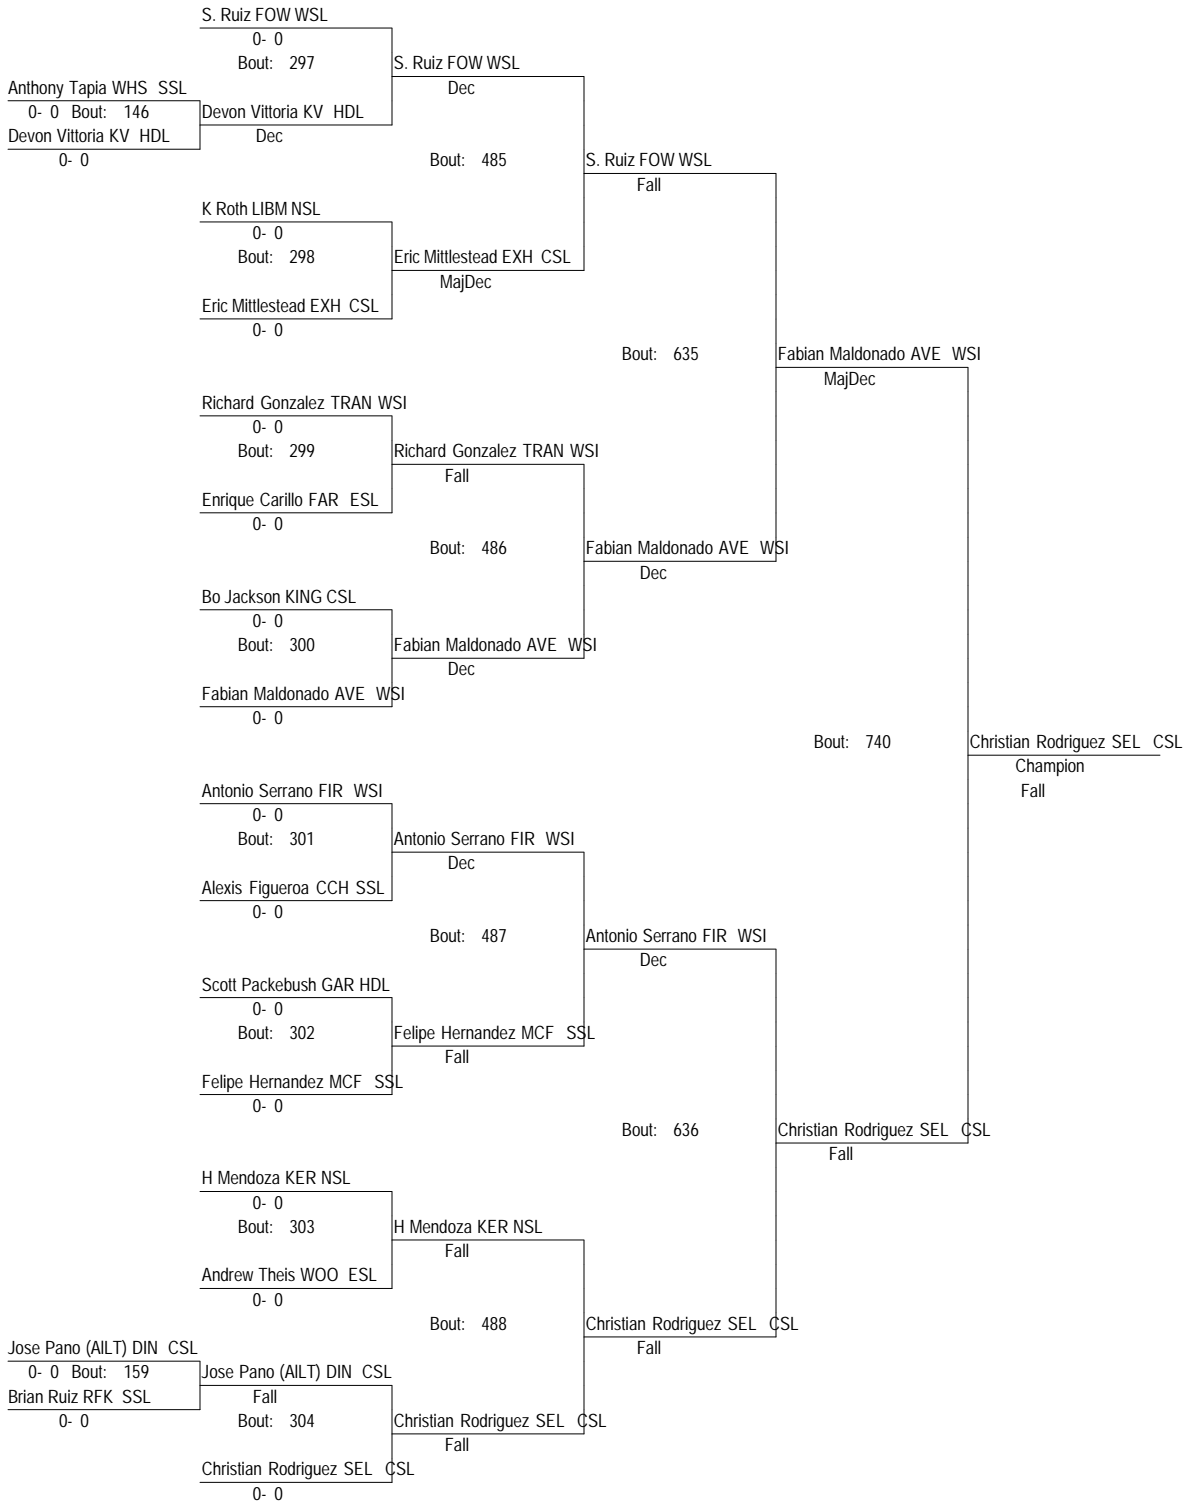 S. Ruiz FOW WSL
0- 0
Bout: 297
S. Ruiz FOW WSL
Dec
Anthony Tapia WHS SSL
0- 0 Bout: 146
Devon Vittoria KV HDL
Devon Vittoria KV HDL
Dec
0- 0
Bout: 485
S. Ruiz FOW WSL
Fall
K Roth LIBM NSL
0- 0
Bout: 298
Eric Mittlestead EXH CSL
MajDec
Eric Mittlestead EXH CSL
0- 0
Bout: 635
Fabian Maldonado AVE WSI
MajDec
Richard Gonzalez TRAN WSI
0- 0
Bout: 299
Richard Gonzalez TRAN WSI
Fall
Enrique Carillo FAR ESL
0- 0
Bout: 486
Fabian Maldonado AVE WSI
Dec
Bo Jackson KING CSL
0- 0
Bout: 300
Fabian Maldonado AVE WSI
Dec
Fabian Maldonado AVE WSI
0- 0
Bout: 740
Christian Rodriguez SEL CSL
Champion
Fall
Antonio Serrano FIR WSI
0- 0
Bout: 301
Antonio Serrano FIR WSI
Dec
Alexis Figueroa CCH SSL
0- 0
Bout: 487
Antonio Serrano FIR WSI
Dec
Scott Packebush GAR HDL
0- 0
Bout: 302
Felipe Hernandez MCF SSL
Fall
Felipe Hernandez MCF SSL
0- 0
Bout: 636
Christian Rodriguez SEL CSL
Fall
H Mendoza KER NSL
0- 0
Bout: 303
H Mendoza KER NSL
Fall
Andrew Theis WOO ESL
0- 0
Bout: 488
Christian Rodriguez SEL CSL
Fall
Jose Pano (AILT) DIN CSL
0- 0 Bout: 159
Brian Ruiz RFK SSL
0- 0
Jose Pano (AILT) DIN CSL
Fall
Bout: 304
Christian Rodriguez SEL CSL
Fall
Christian Rodriguez SEL CSL
0- 0